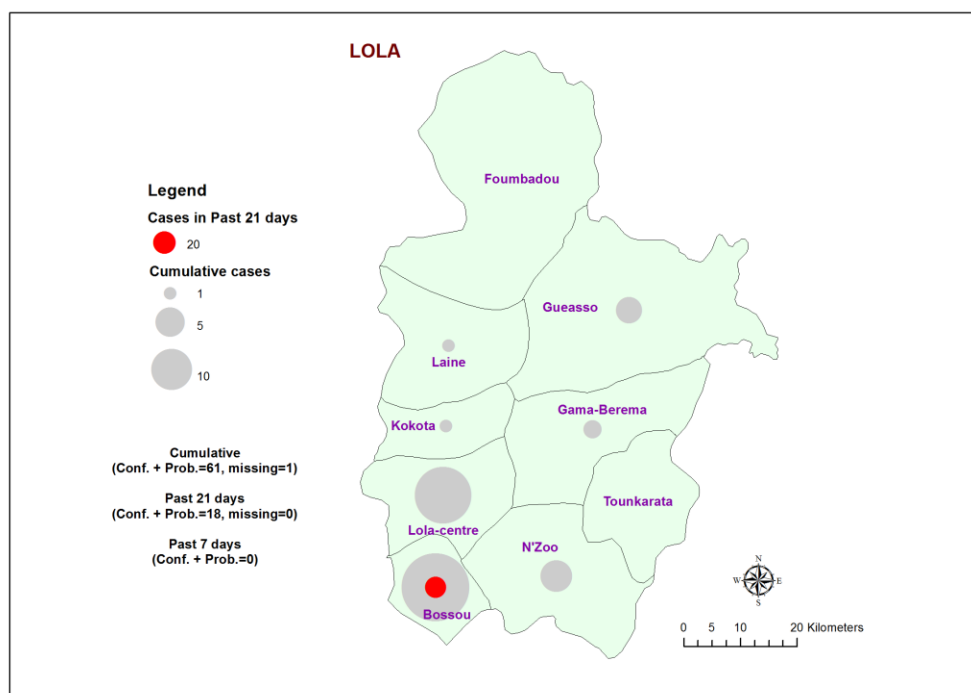 LOLA
Foumbadou
Legend
Cases in Past 21 days
20
Cumulative cases
1
5
10
Gueasso
Laine
Gama-Berema
Kokota
Cumulative
(Conf. + Prob.=61, missing=1)
Past 21 days
(Conf. + Prob.=18, missing=0)
Past 7 days
(Conf. + Prob.=0)
Tounkarata
Lola-centre
N'Zoo
Bossou
N
W E
S
0 5 10 20 Kilometers